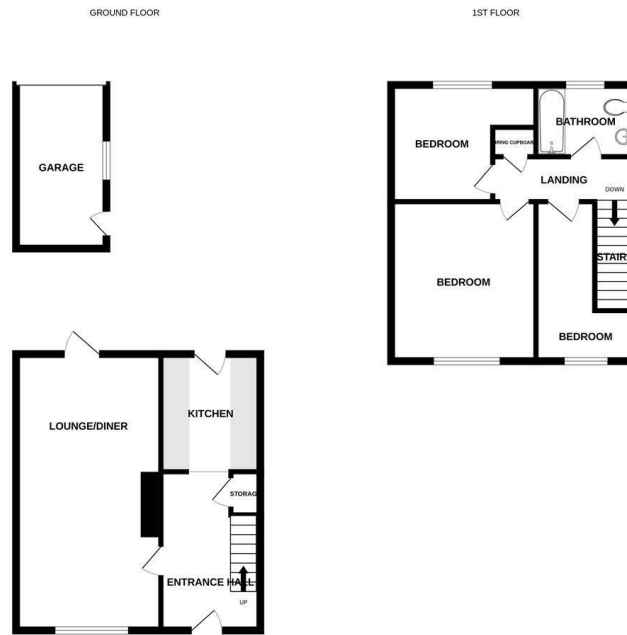 GROUND FLOOR
1ST FLOOR
GARAGE
BEDROOM
BATHROOM
LANDING
DOWN
BEDROOM
BEDROOM
LOUNGE/DINER
KITCHEN
ENTRANCE HALL
UP